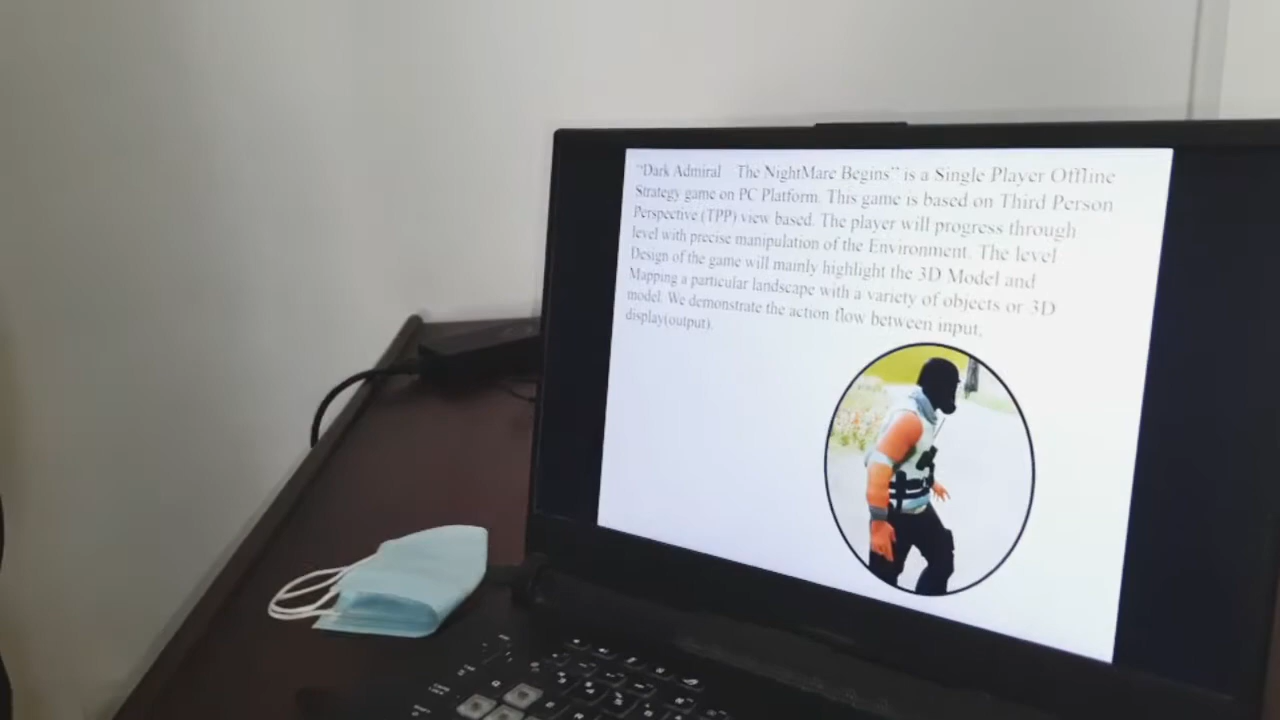 "Dark Admiral The NightMare Begins" is a Single Player Offline
Strategy game on PC Platform. This game is based on Third Person
Perspective (TPP) view based. The player will progress through
level with precise manipulation of the Environment. The level
Design of the game will mainly highlight the 3D Model and
Mapping a particular landscape with a variety of objects or 3D
model. We demonstrate the action flow between input,
display(output).